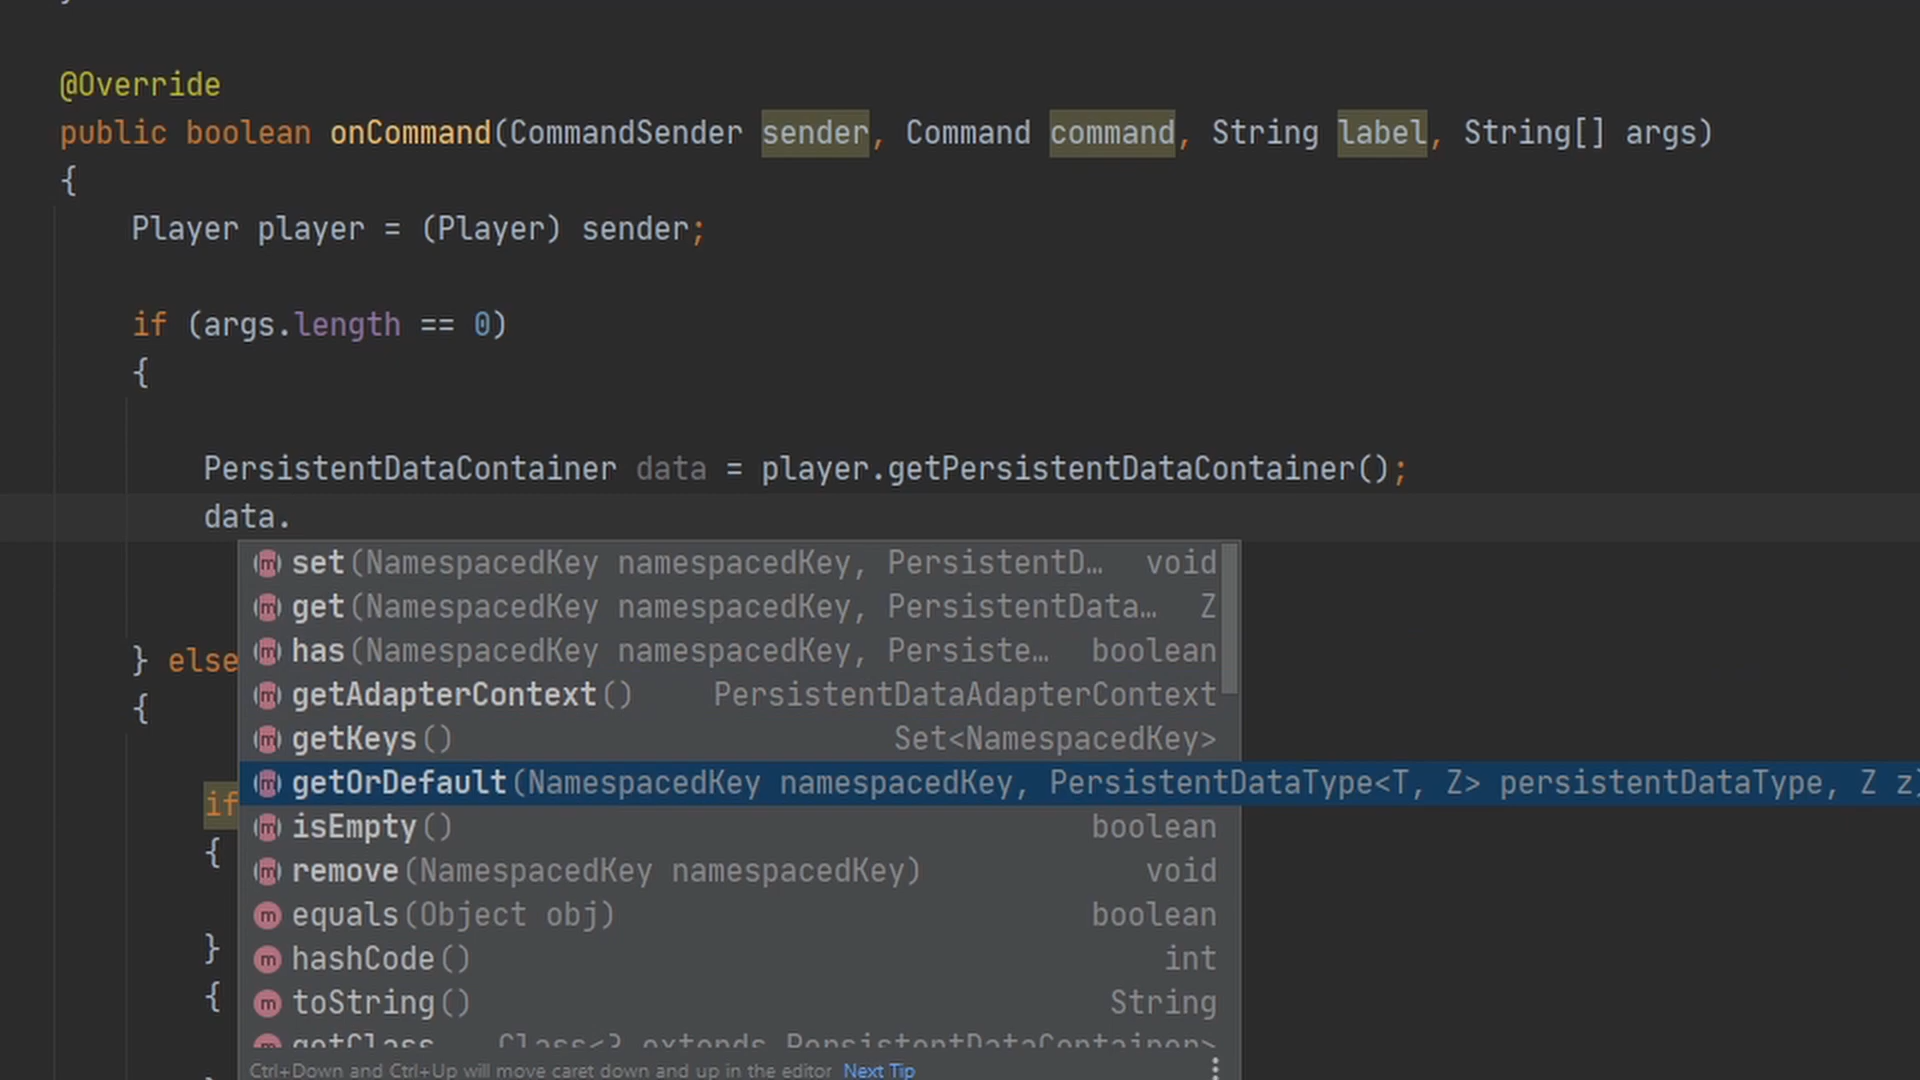 @Override
public boolean onCommand(CommandSender sender, Command command, String label, String[] args)
{
Player player = (Player) sender;
if (args.length == 0)
{
PersistentDataContainer data = player.getPersistentDataContainer();
data.
set(NamespacedKey namespacedKey, PersistentD… void
get(NamespacedKey namespacedKey, PersistentData… Z
has(NamespacedKey namespacedKey, Persiste… boolean
} else
getAdapterContext() PersistentDataAdapterContext
{
getKeys() Set<NamespacedKey>
getOrDefault(NamespacedKey namespacedKey, PersistentDataType<T, Z> persistentDataType, Z z)
if
isEmpty() boolean
{
remove(NamespacedKey namespacedKey) void
equals(Object obj) boolean
}
hashCode() int
{
toString() String
getClass Class<? extends PersistentDataContainer>
Ctrl+Down and Ctrl+Up will move caret down and up in the editor Next Tip